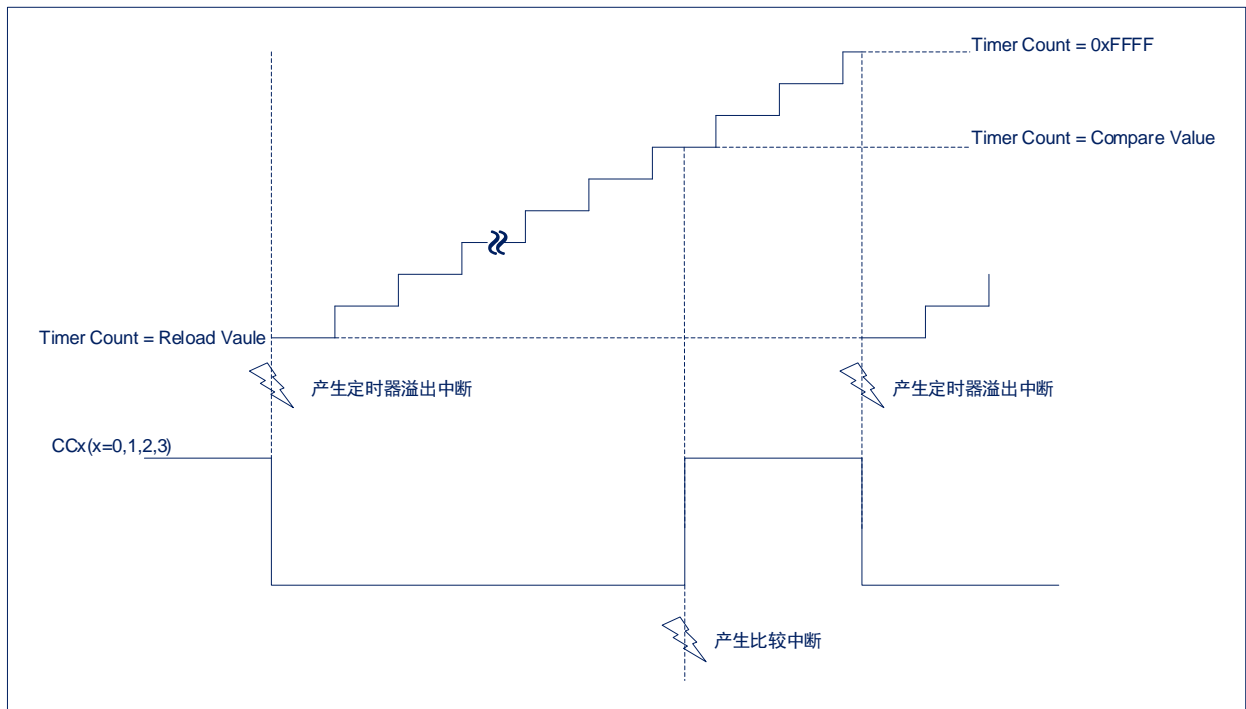 Timer Count = 0xFFFF
Timer Count = Compare Value
Timer Count = Reload Vaule
产生定时器溢出中断
产生定时器溢出中断
CCx(x=0,1,2,3)
产生比较中断